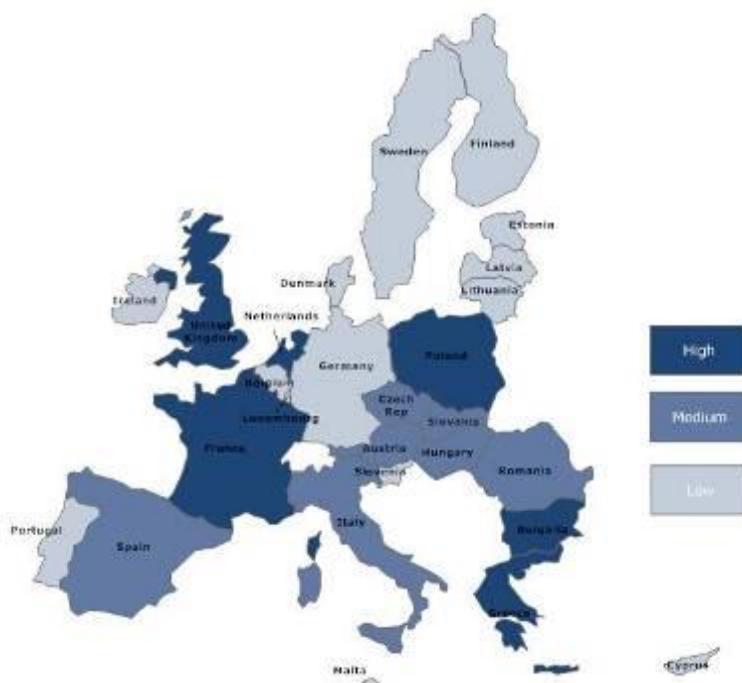 Sweden
Finland
Estonia
Latvia
Lithuania
Denmark
Ireland
United
Kingdom
Netherlands
Germany
Poland
Belgium
Luxembourg
Czech
Rep
Slovania
France
Austria
Hungary
Slovenia
Romania
Bulgaria
Portugal
Spain
Italy
Greece
Malta
Cyprus
High
Medium
Low